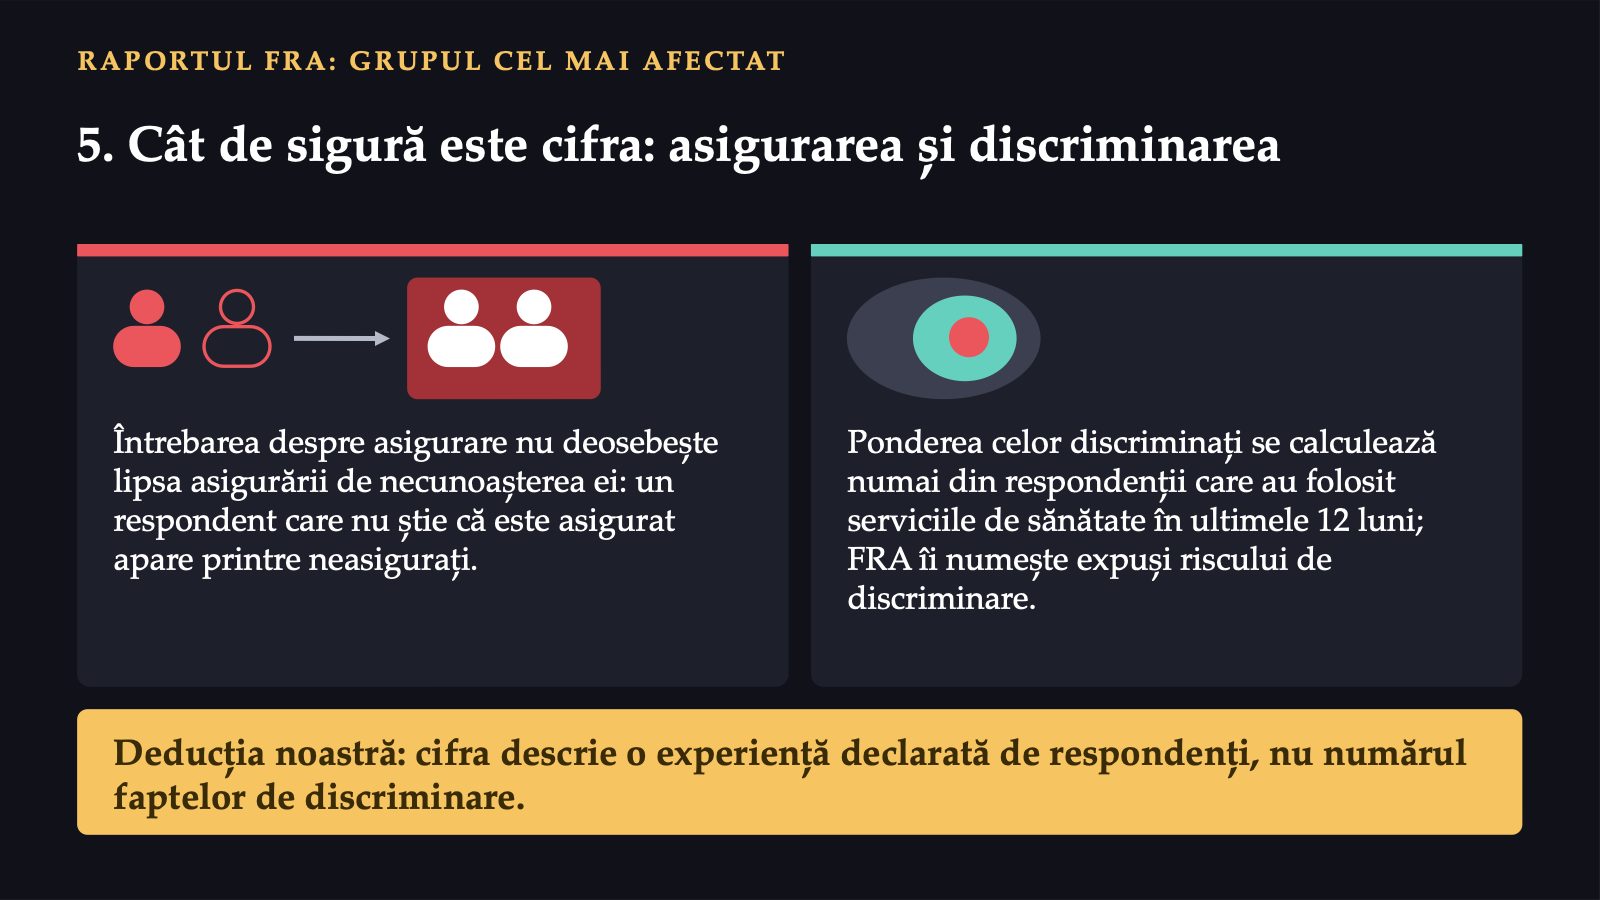 RAPORTUL FRA: GRUPUL CEL MAI AFECTAT
5. Cât de sigură este cifra: asigurarea și discriminarea
Întrebarea despre asigurare nu deosebește
lipsa asigurării de necunoașterea ei: un
respondent care nu știe că este asigurat
apare printre neasigurați.
Ponderea celor discriminați se calculează
numai din respondenții care au folosit
serviciile de sănătate în ultimele 12 luni;
FRA îi numește expuși riscului de
discriminare.
Deducția noastră: cifra descrie o experiență declarată de respondenți, nu numărul
faptelor de discriminare.